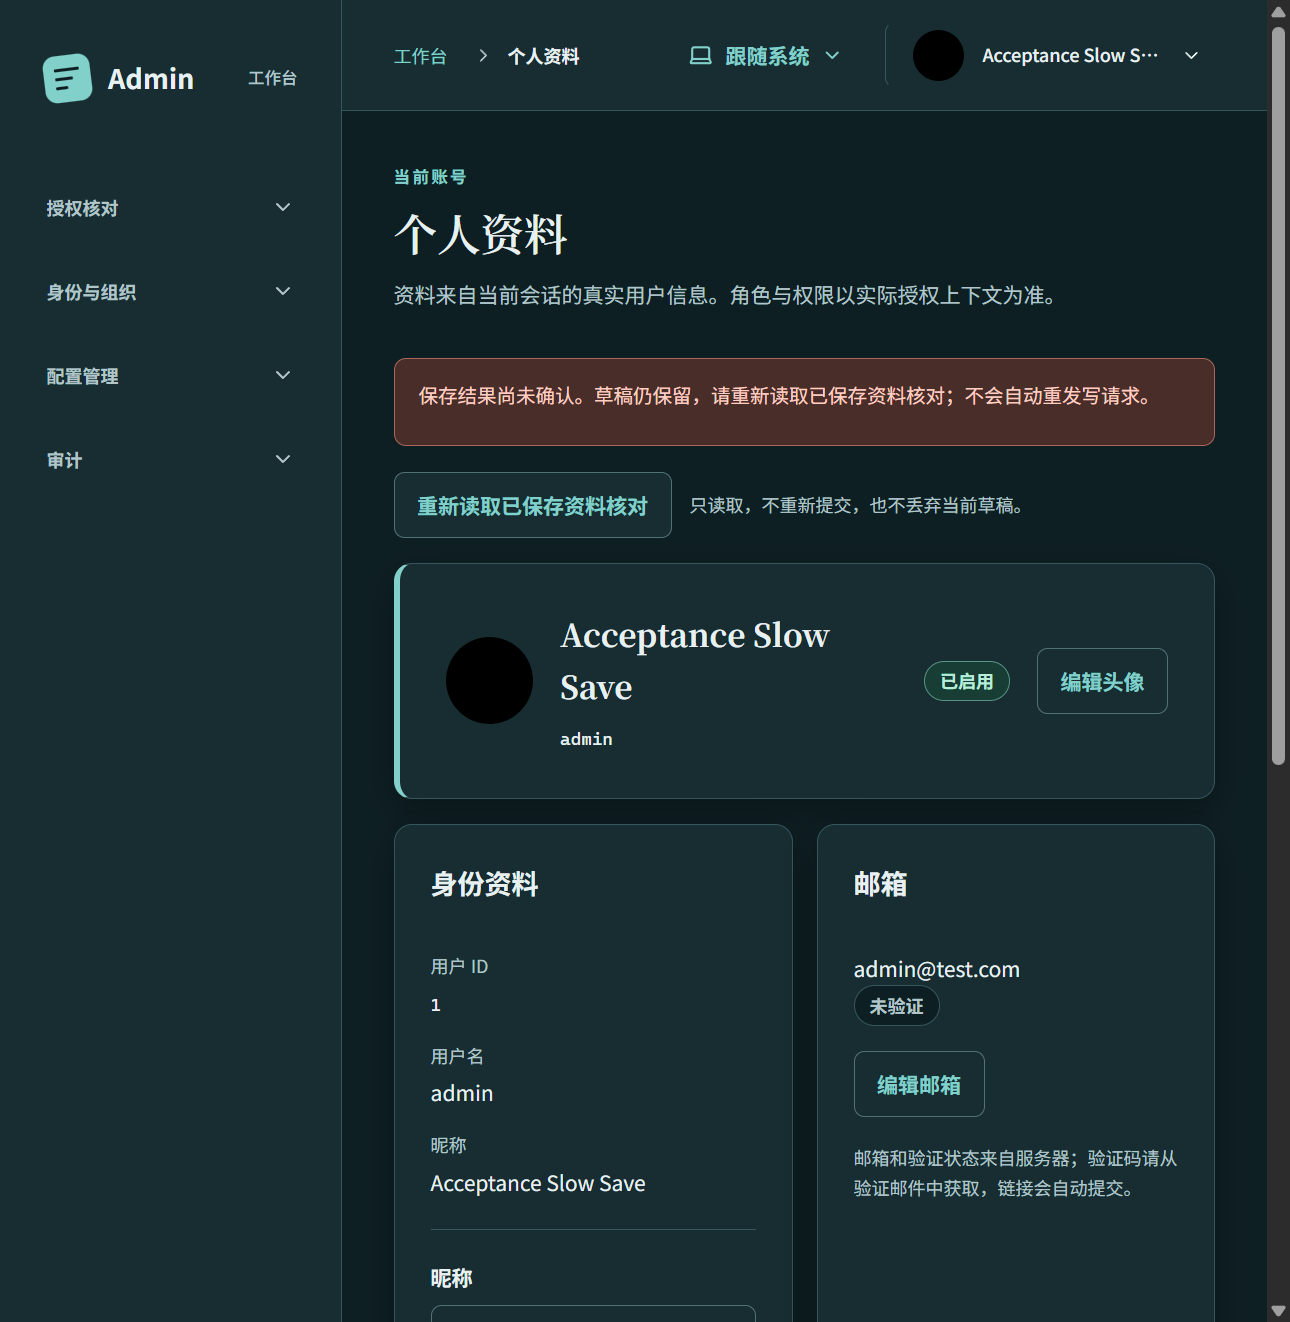 Admin
工作台
授权核对
身份与组织
配置管理
审计
工作台
个人资料
跟随系统
Acceptance Slow S···
当前账号
个人资料
资料来自当前会话的真实用户信息。角色与权限以实际授权上下文为准。
保存结果尚未确认。草稿仍保留，请重新读取已保存资料核对；不会自动重发写请求。
重新读取已保存资料核对
只读取，不重新提交，也不丢弃当前草稿。
Acceptance Slow
Save
admin
已启用
编辑头像
身份资料
用户 ID
1
用户名
admin
昵称
Acceptance Slow Save
昵称
邮箱
admin@test.com
未验证
编辑邮箱
邮箱和验证状态来自服务器；验证码请从
验证邮件中获取，链接会自动提交。